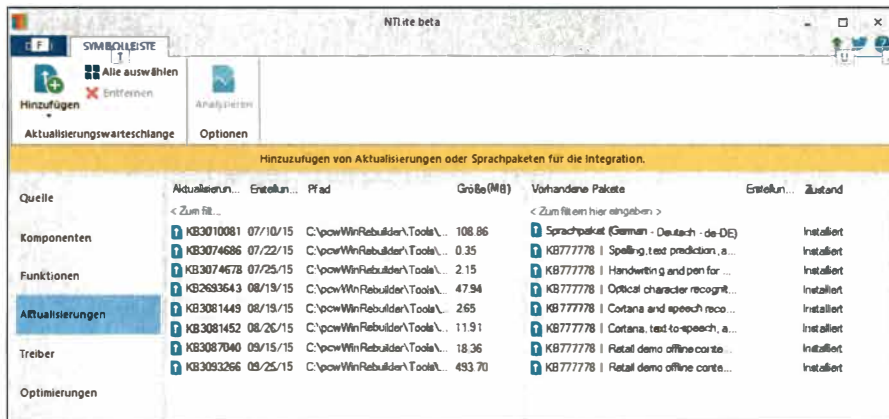 NTLite beta
F SYMBOLLEISTE
Alle auswählen
Entfernen
Hinzufügen Analysieren
Aktualisierungswarteschlange Optionen
Hinzuzufügen von Aktualisierungen oder Sprachpaketen für die Integration.
Quelle
Komponenten
Funktionen
Aktualisierungen
Treiber
Optimierungen
Aktualisierun... Erstellun... Pfad Größe (MB) Vorhandene Pakete Erstellun... Zustand
< Zum filt... < Zum filtern hier eingeben >
KB3010081 07/10/15 C:\pcwWinRebuilder\Tools\... 108.86 Sprachpaket (German - Deutsch - de-DE) Installiert
KB3074686 07/22/15 C:\pcwWinRebuilder\Tools\... 0.35 KB777778 | Spelling, text prediction, a... Installiert
KB3074678 07/25/15 C:\pcwWinRebuilder\Tools\... 2.15 KB777778 | Handwriting and pen for ... Installiert
KB2693643 08/19/15 C:\pcwWinRebuilder\Tools\... 47.94 KB777778 | Optical character recognit... Installiert
KB3081449 08/19/15 C:\pcwWinRebuilder\Tools\... 2.65 KB777778 | Cortana and speech reco... Installiert
KB3081452 08/26/15 C:\pcwWinRebuilder\Tools\... 11.91 KB777778 | Cortana, text-to-speech, a... Installiert
KB3087040 09/15/15 C:\pcwWinRebuilder\Tools\... 18.36 KB777778 | Retail demo offline conte... Installiert
KB3093266 09/25/15 C:\pcwWinRebuilder\Tools\... 493.70 KB777778 | Retail demo offline conte... Installiert